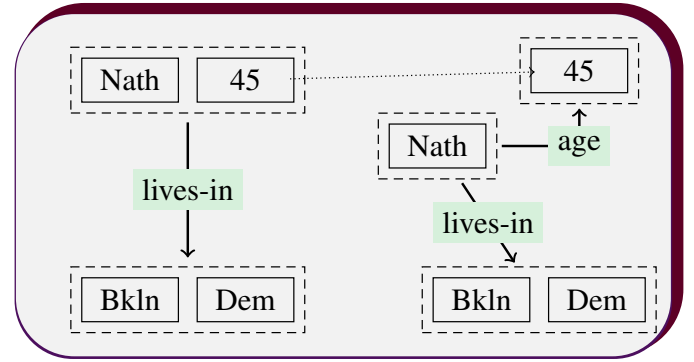 Nath 45
45
Nath
age
lives-in
lives-in
Bkln Dem
Bkln Dem